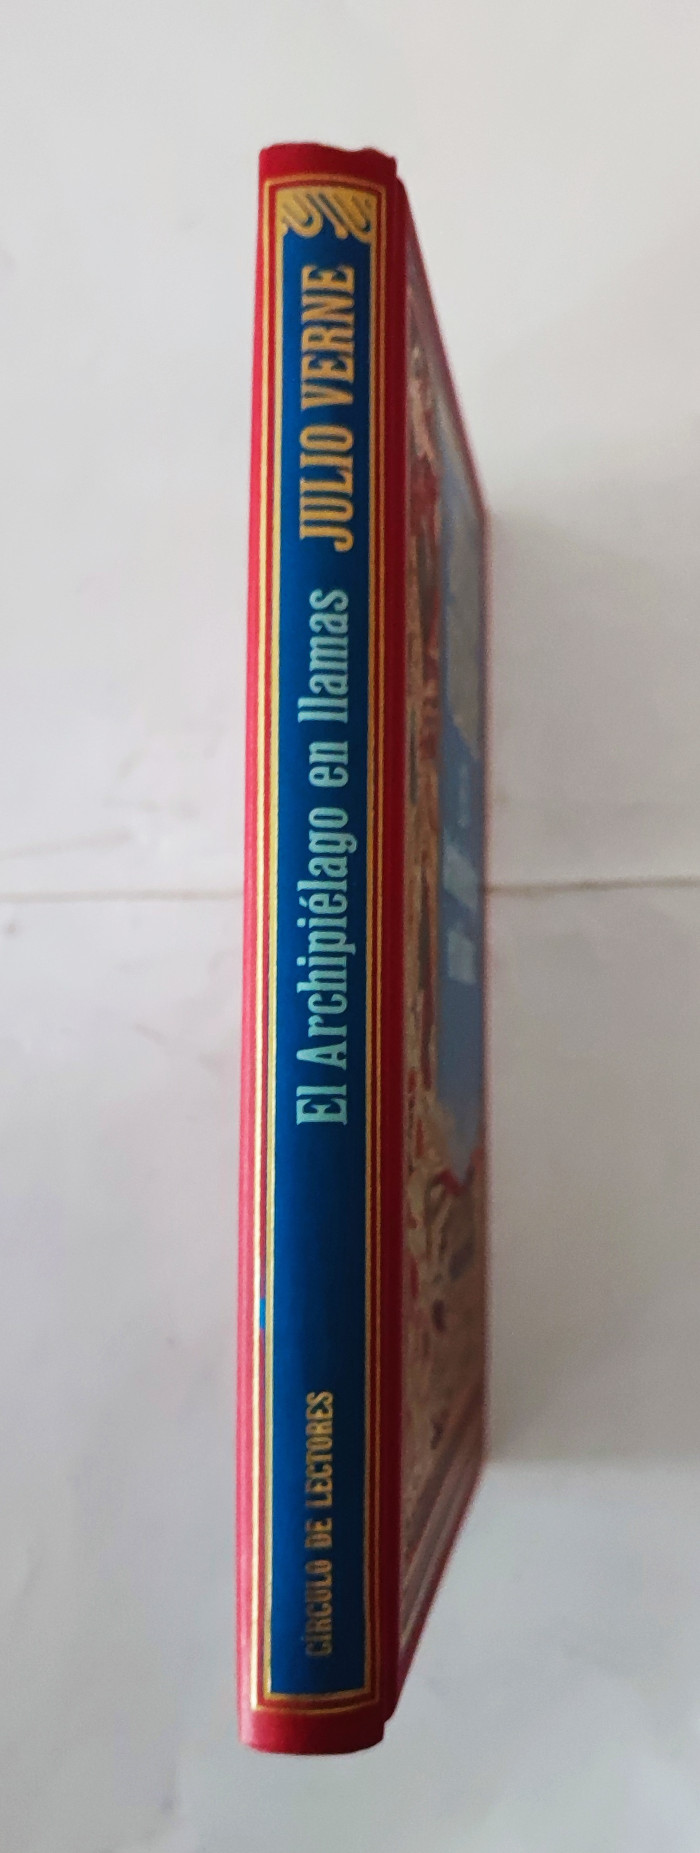 JULIO VERNE
El Archipiélago en llamas
CÍRCULO DE LECTORES